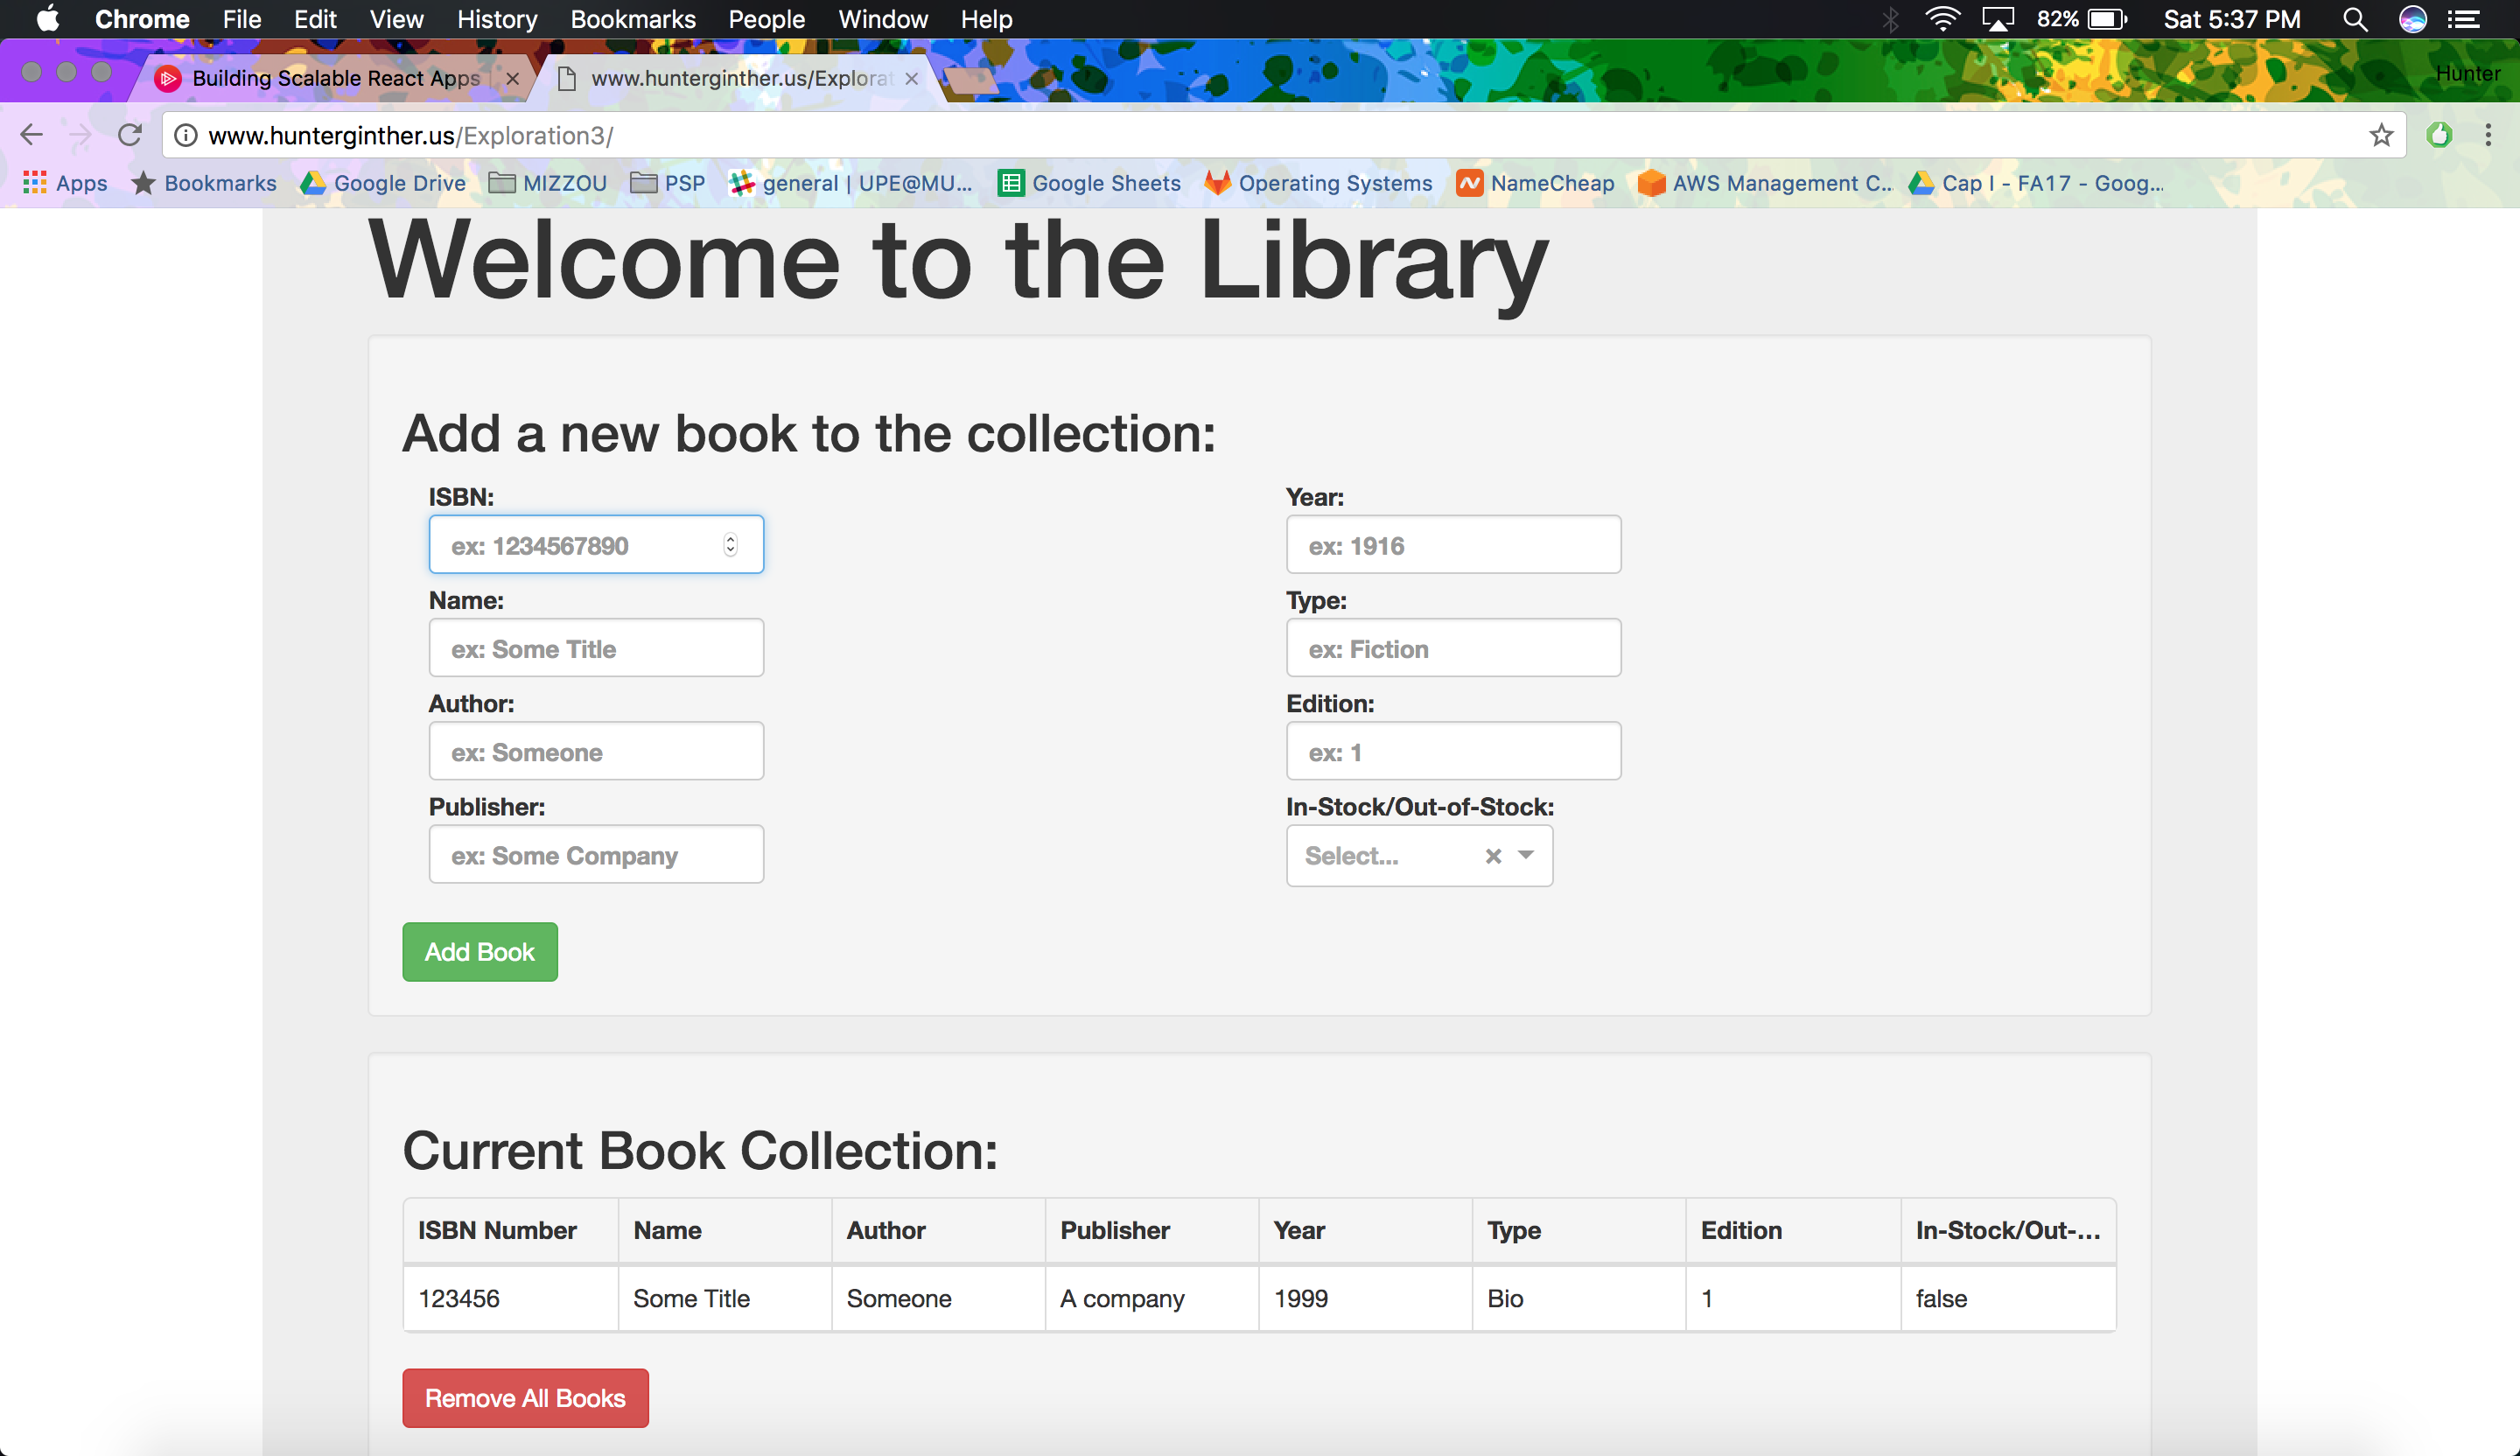 Chrome File Edit View History Bookmarks People Window Help 82% Sat 5:37 PM
Building Scalable React Apps www.hunterginther.us/Explorat Hunter
www.hunterginther.us/Exploration3/
Apps Bookmarks Google Drive MIZZOU PSP general | UPE@MU... Google Sheets Operating Systems NameCheap AWS Management C... Cap I - FA17 - Goog...
Welcome to the Library
Add a new book to the collection:
ISBN: Year:
ex: 1234567890 ex: 1916
Name: Type:
ex: Some Title ex: Fiction
Author: Edition:
ex: Someone ex: 1
Publisher: In-Stock/Out-of-Stock:
ex: Some Company Select...
Add Book
Current Book Collection:
ISBN Number Name Author Publisher Year Type Edition In-Stock/Out-...
123456 Some Title Someone A company 1999 Bio 1 false
Remove All Books